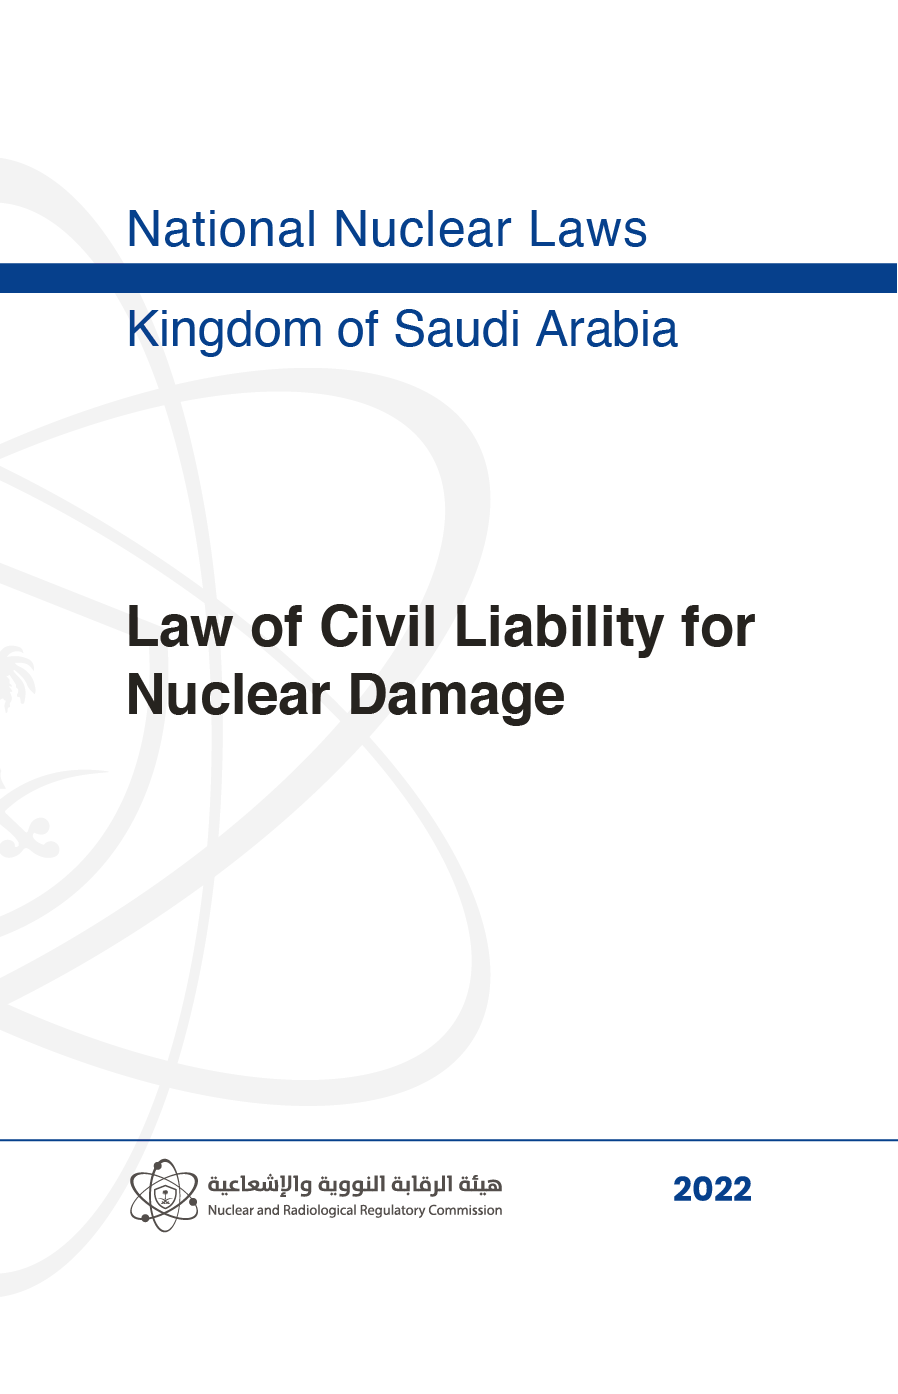 National Nuclear Laws
Kingdom of Saudi Arabia
Law of Civil Liability for
Nuclear Damage
هيئة الرقابة النووية والإشعاعية
Nuclear and Radiological Regulatory Commission
2022